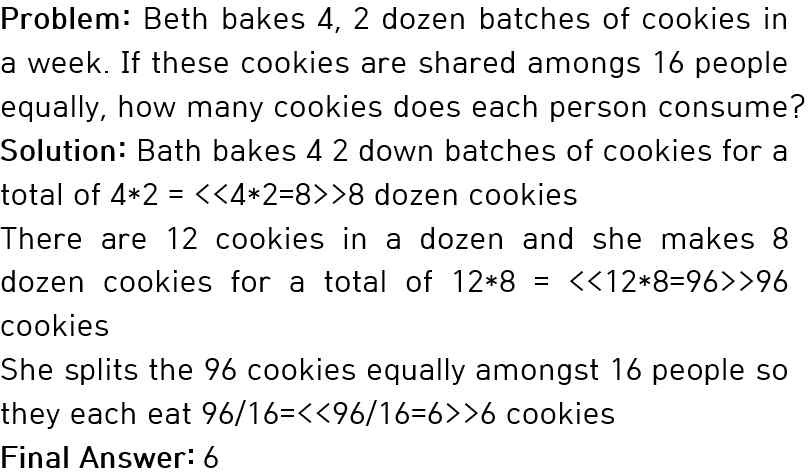 Problem: Beth bakes 4, 2 dozen batches of cookies in
a week. If these cookies are shared amongs 16 people
equally, how many cookies does each person consume?
Solution: Bath bakes 4 2 down batches of cookies for a
total of 4*2 = <<4*2=8>>8 dozen cookies
There are 12 cookies in a dozen and she makes 8
dozen cookies for a total of 12*8 = <<12*8=96>>96
cookies
She splits the 96 cookies equally amongst 16 people so
they each eat 96/16=<<96/16=6>>6 cookies
Final Answer: 6